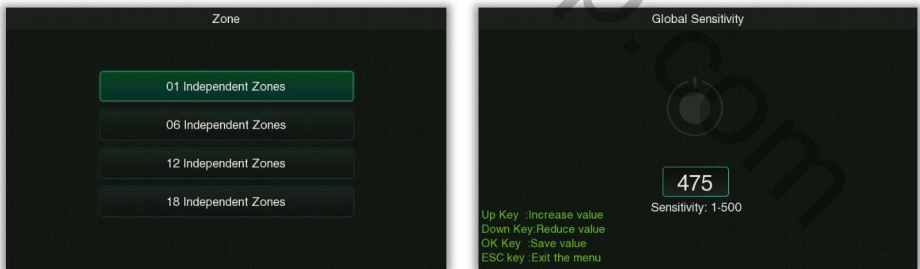 Zone
01 Independent Zones
06 Independent Zones
12 Independent Zones
18 Independent Zones
Global Sensitivity
475
Sensitivity: 1-500
Up Key :Increase value
Down Key:Reduce value
OK Key :Save value
ESC key :Exit the menu